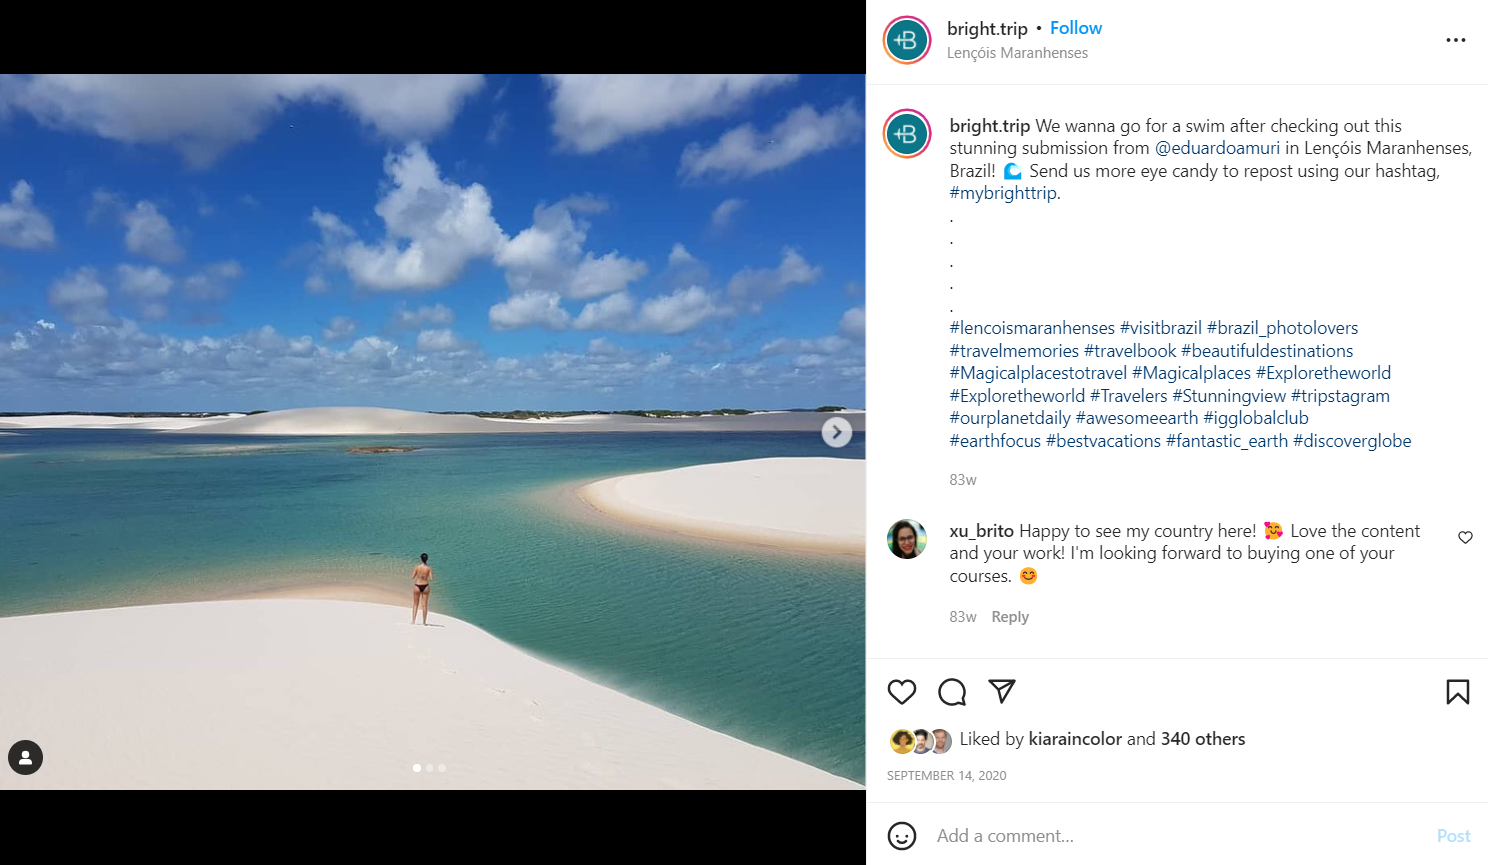 bright.trip • Follow
Lençóis Maranhenses
bright.trip We wanna go for a swim after checking out this
stunning submission from @eduardoamuri in Lençóis Maranhenses,
Brazil! 🌊 Send us more eye candy to repost using our hashtag,
#mybrighttrip.
.
.
.
.
.
#lencoismaranhenses #visitbrazil #brazil_photolovers
#travelmemories #travelbook #beautifuldestinations
#Magicalplacestotravel #Magicalplaces #Exploretheworld
#Exploretheworld #Travelers #Stunningview #tripstagram
#ourplanetdaily #awesomeearth #igglobalclub
#earthfocus #bestvacations #fantastic_earth #discoverglobe
83w
xu_brito Happy to see my country here! 🥰 Love the content
and your work! I'm looking forward to buying one of your
courses. 😊
83w Reply
Liked by kiaraincolor and 340 others
SEPTEMBER 14, 2020
Add a comment...
Post